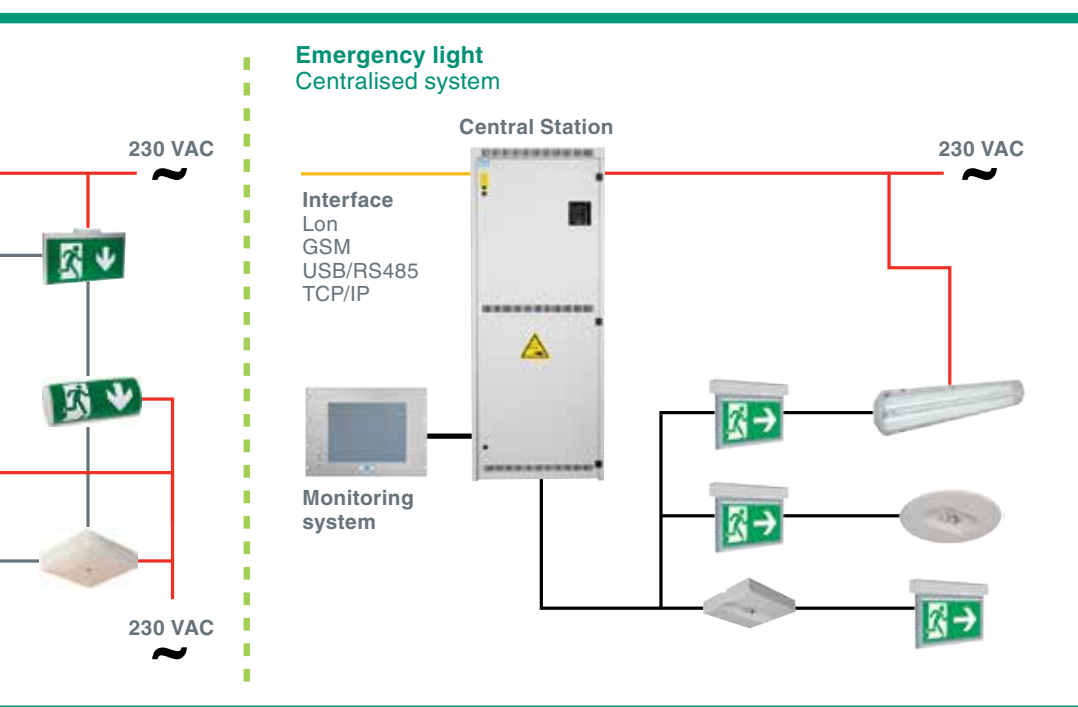 Emergency light
Centralised system
Central Station
230 VAC
~
230 VAC
~
Interface
Lon
GSM
USB/RS485
TCP/IP
Monitoring
system
230 VAC
~